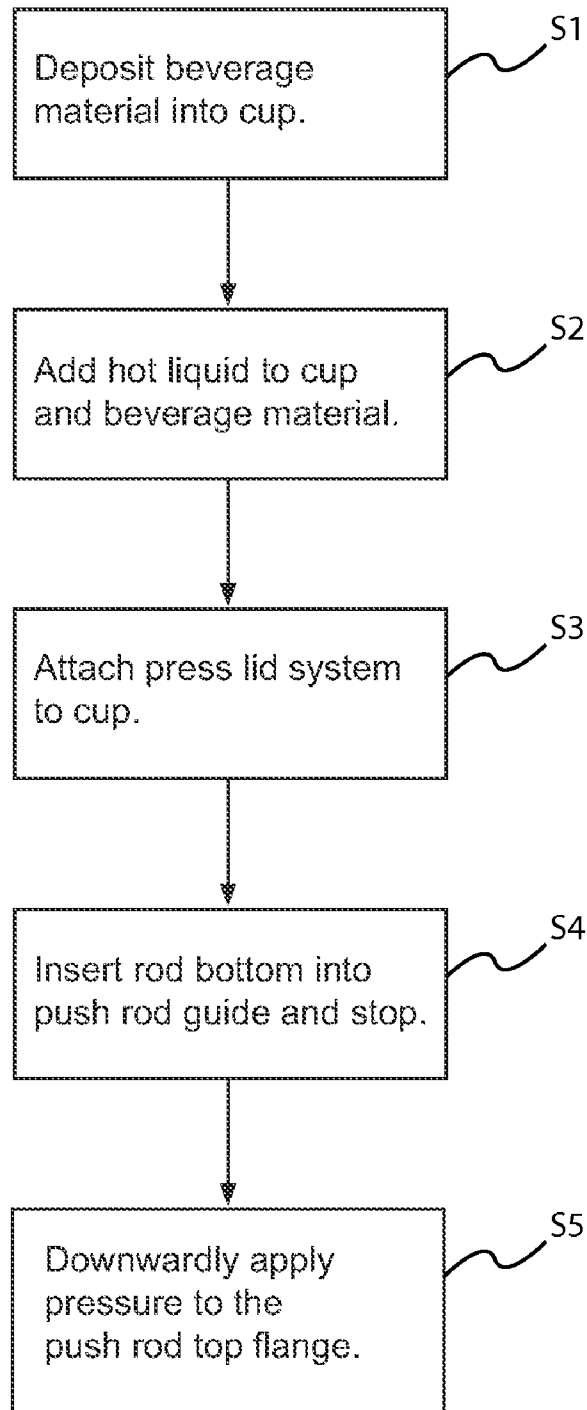 S1
Deposit beverage
material into cup.
S2
Add hot liquid to cup
and beverage material.
S3
Attach press lid system
to cup.
S4
Insert rod bottom into
push rod guide and stop.
S5
Downwardly apply
pressure to the
push rod top flange.